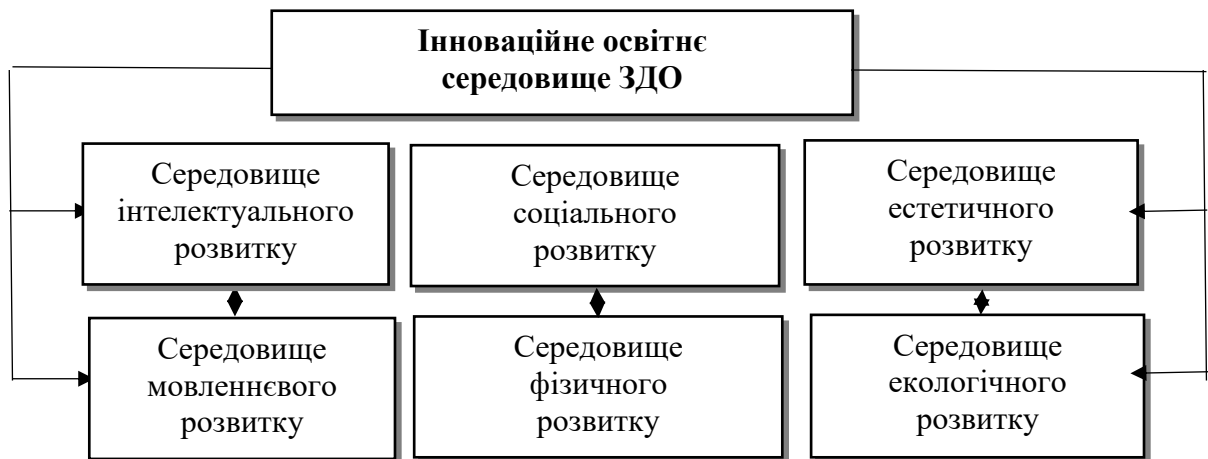 Інноваційне освітнє
середовище ЗДО
Середовище
інтелектуального
розвитку
Середовище
соціального
розвитку
Середовище
естетичного
розвитку
Середовище
мовленнєвого
розвитку
Середовище
фізичного
розвитку
Середовище
екологічного
розвитку